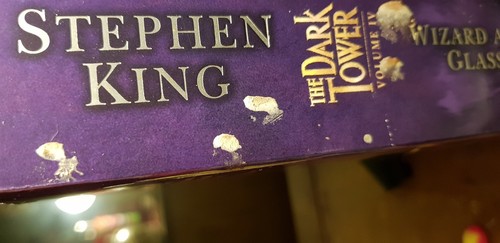 STEPHEN
KING
THE DARK
TOWER
VOLUME IV
WIZARD A
GLASS